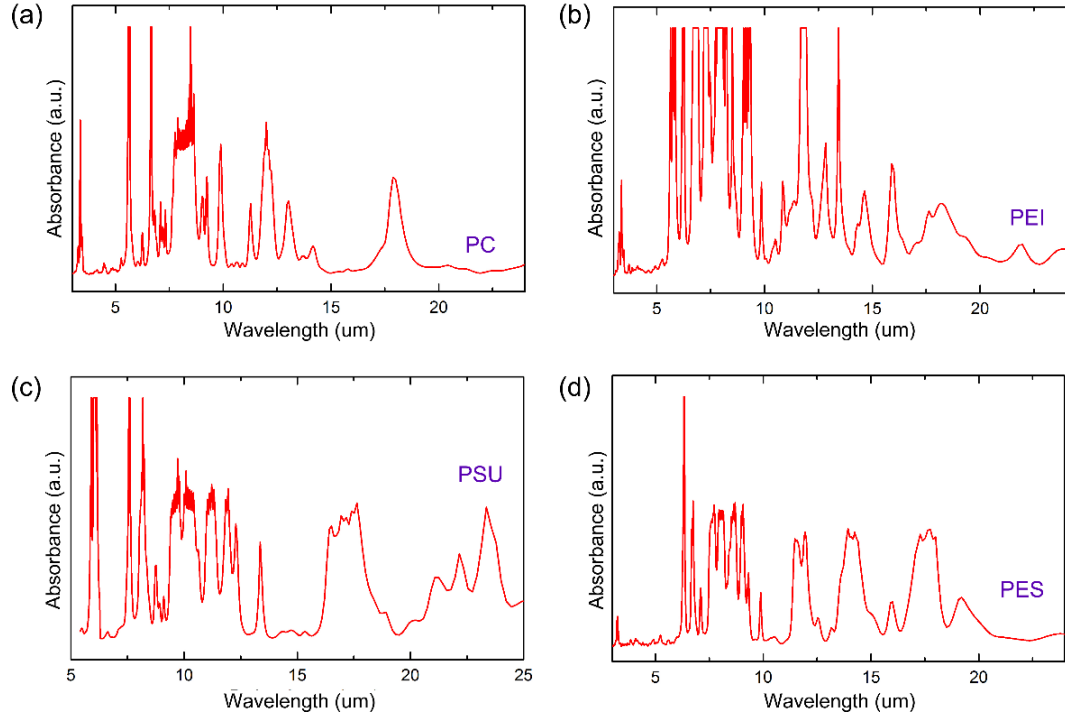 (a)
Absorbance (a.u.)
PC
5 10 15 20
Wavelength (um)
(b)
Absorbance (a.u.)
PEI
5 10 15 20
Wavelength (um)
(c)
Absorbance (a.u.)
PSU
5 10 15 20 25
Wavelength (um)
(d)
Absorbance (a.u.)
PES
5 10 15 20
Wavelength (um)